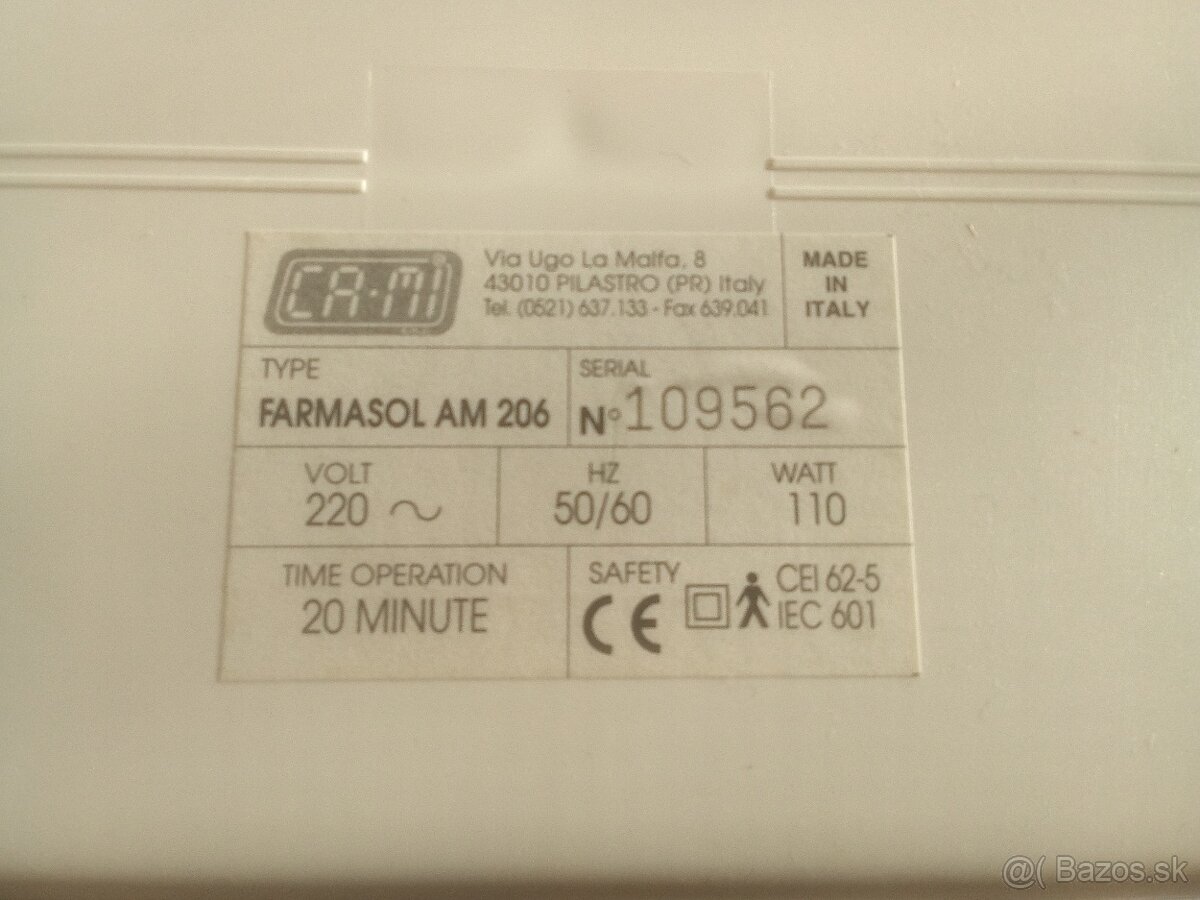 CA-MI
Via Ugo La Malfa, 8
43010 PILASTRO (PR) Italy
Tel. (0521) 637.133 - Fax 639.041
MADE
IN
ITALY
TYPE
FARMASOL AM 206
SERIAL
N° 109562
VOLT
220 ~
HZ
50/60
WATT
110
TIME OPERATION
20 MINUTE
SAFETY
CE
CEI 62-5
IEC 601
@( Bazos.sk